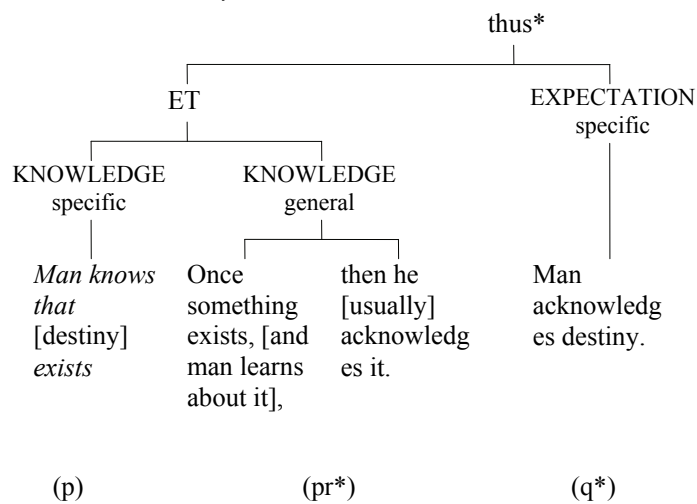 thus*
ET
EXPECTATION
specific
KNOWLEDGE
specific
KNOWLEDGE
general
Man knows
that
[destiny]
exists
Once
something
exists, [and
man learns
about it],
then he
[usually]
acknowledg
es it.
Man
acknowledg
es destiny.
(p)
(pr*)
(q*)